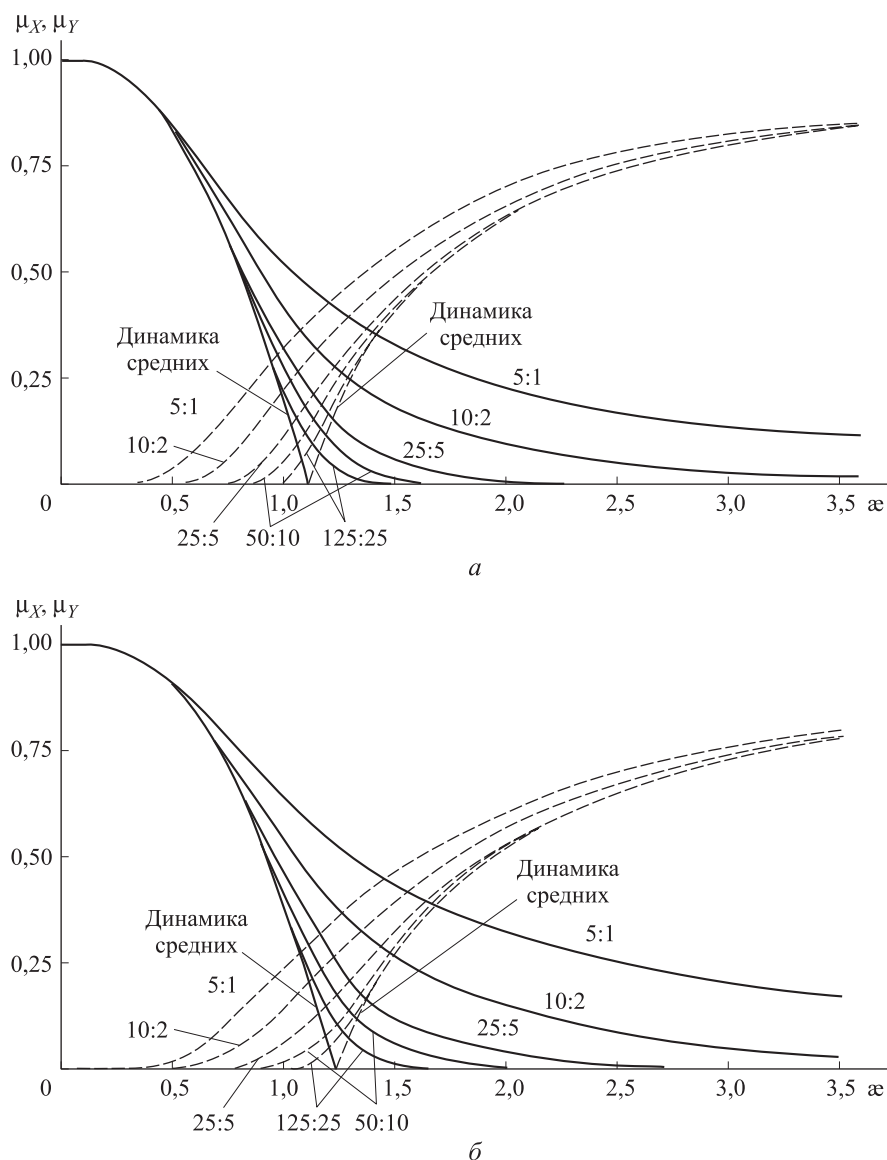 μX, μY
1,00
0,75
0,50
0,25
0
Динамика
средних
Динамика
средних
5:1
10:2
5:1
10:2
25:5
0,5
1,0
1,5
2,0
2,5
3,0
3,5
æ
25:5
50:10
125:25
а
μX, μY
1,00
0,75
0,50
0,25
0
Динамика
средних
Динамика
средних
5:1
10:2
5:1
10:2
25:5
0,5
1,0
1,5
2,0
2,5
3,0
3,5
æ
25:5
125:25
50:10
б